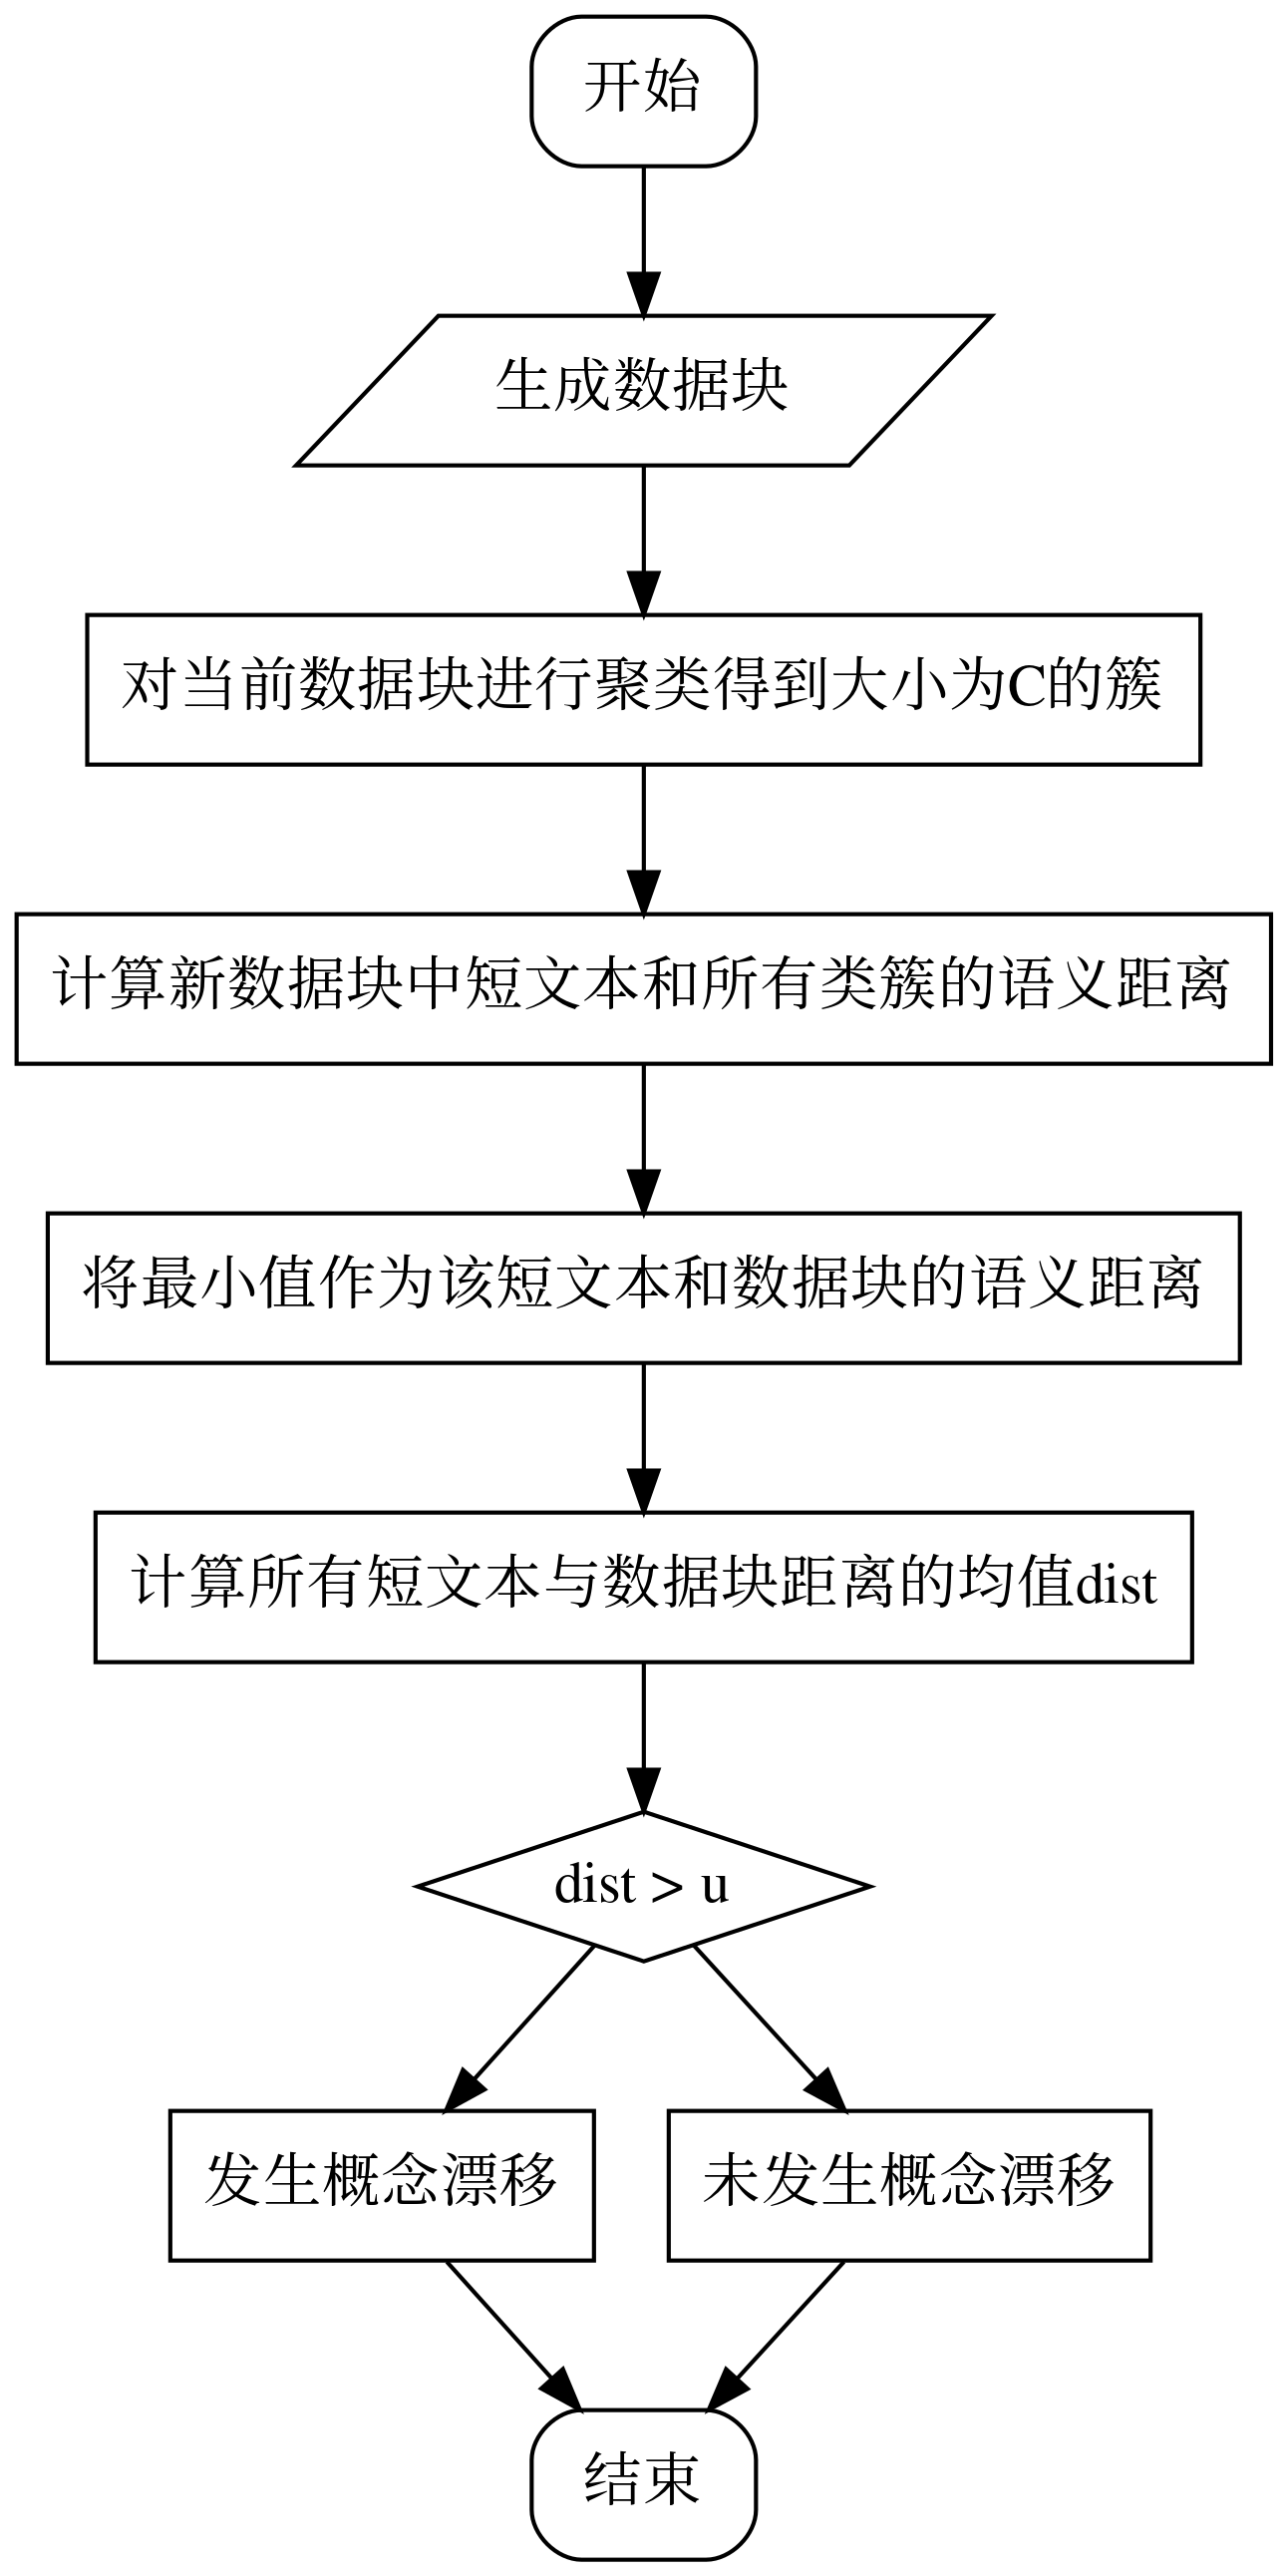 开始
生成数据块
对当前数据块进行聚类得到大小为C的簇
计算新数据块中短文本和所有类簇的语义距离
将最小值作为该短文本和数据块的语义距离
计算所有短文本与数据块距离的均值dist
dist > u
发生概念漂移
未发生概念漂移
结束